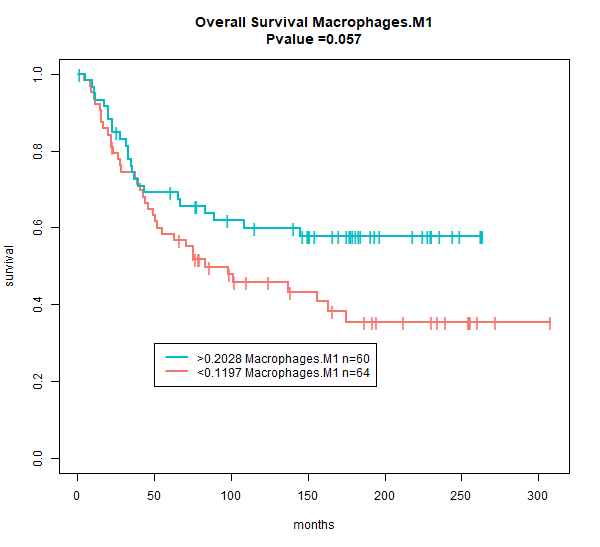 Overall Survival Macrophages.M1
Pvalue =0.057
survival
1.0
0.8
0.6
0.4
0.2
0.0
>0.2028 Macrophages.M1 n=60
<0.1197 Macrophages.M1 n=64
0 50 100 150 200 250 300
months